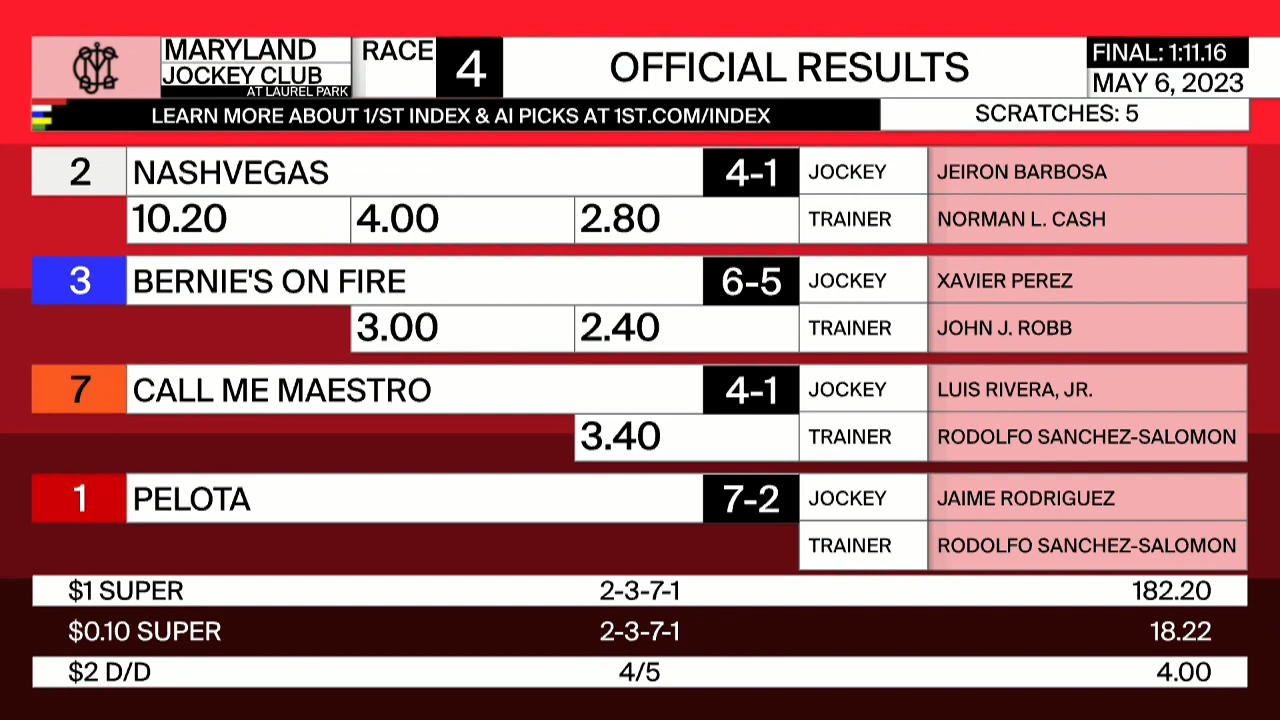 MARYLAND
JOCKEY CLUB
AT LAUREL PARK
RACE 4
OFFICIAL RESULTS
FINAL: 1:11.16
MAY 6, 2023
LEARN MORE ABOUT 1/ST INDEX & AI PICKS AT 1ST.COM/INDEX
SCRATCHES: 5
2 NASHVEGAS 4-1 JOCKEY JEIRON BARBOSA
10.20 4.00 2.80 TRAINER NORMAN L. CASH
3 BERNIE'S ON FIRE 6-5 JOCKEY XAVIER PEREZ
3.00 2.40 TRAINER JOHN J. ROBB
7 CALL ME MAESTRO 4-1 JOCKEY LUIS RIVERA, JR.
3.40 TRAINER RODOLFO SANCHEZ-SALOMON
1 PELOTA 7-2 JOCKEY JAIME RODRIGUEZ
TRAINER RODOLFO SANCHEZ-SALOMON
$1 SUPER 2-3-7-1 182.20
$0.10 SUPER 2-3-7-1 18.22
$2 D/D 4/5 4.00